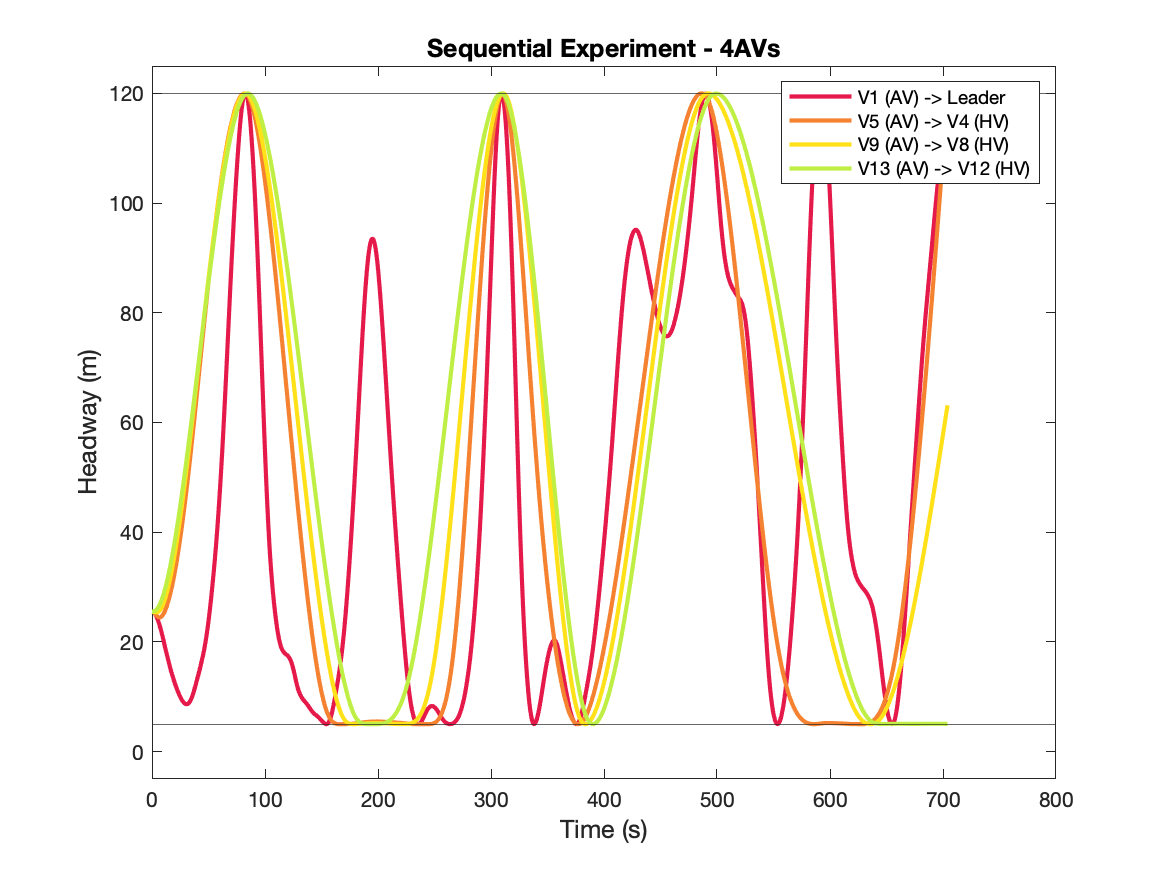 Sequential Experiment - 4AVs
V1 (AV) -> Leader
V5 (AV) -> V4 (HV)
V9 (AV) -> V8 (HV)
V13 (AV) -> V12 (HV)
120
100
80
60
40
20
0
Headway (m)
0 100 200 300 400 500 600 700 800
Time (s)